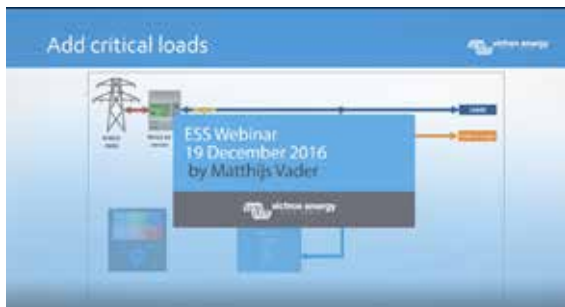 Add critical loads
victron energy
ESS Webinar
19 December 2016
by Matthijs Vader
victron energy